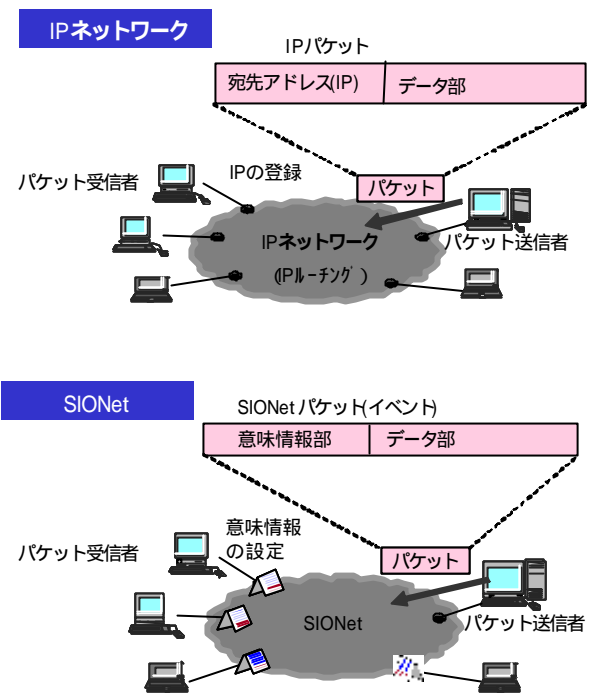 IPネットワーク
IPパケット
宛先アドレス(IP)
データ部
IPの登録
パケット受信者
パケット
IPネットワーク
パケット送信者
(IPルーチング)
SIONet
SIONet パケット(イベント)
意味情報部
データ部
意味情報
の設定
パケット受信者
パケット
SIONet
パケット送信者